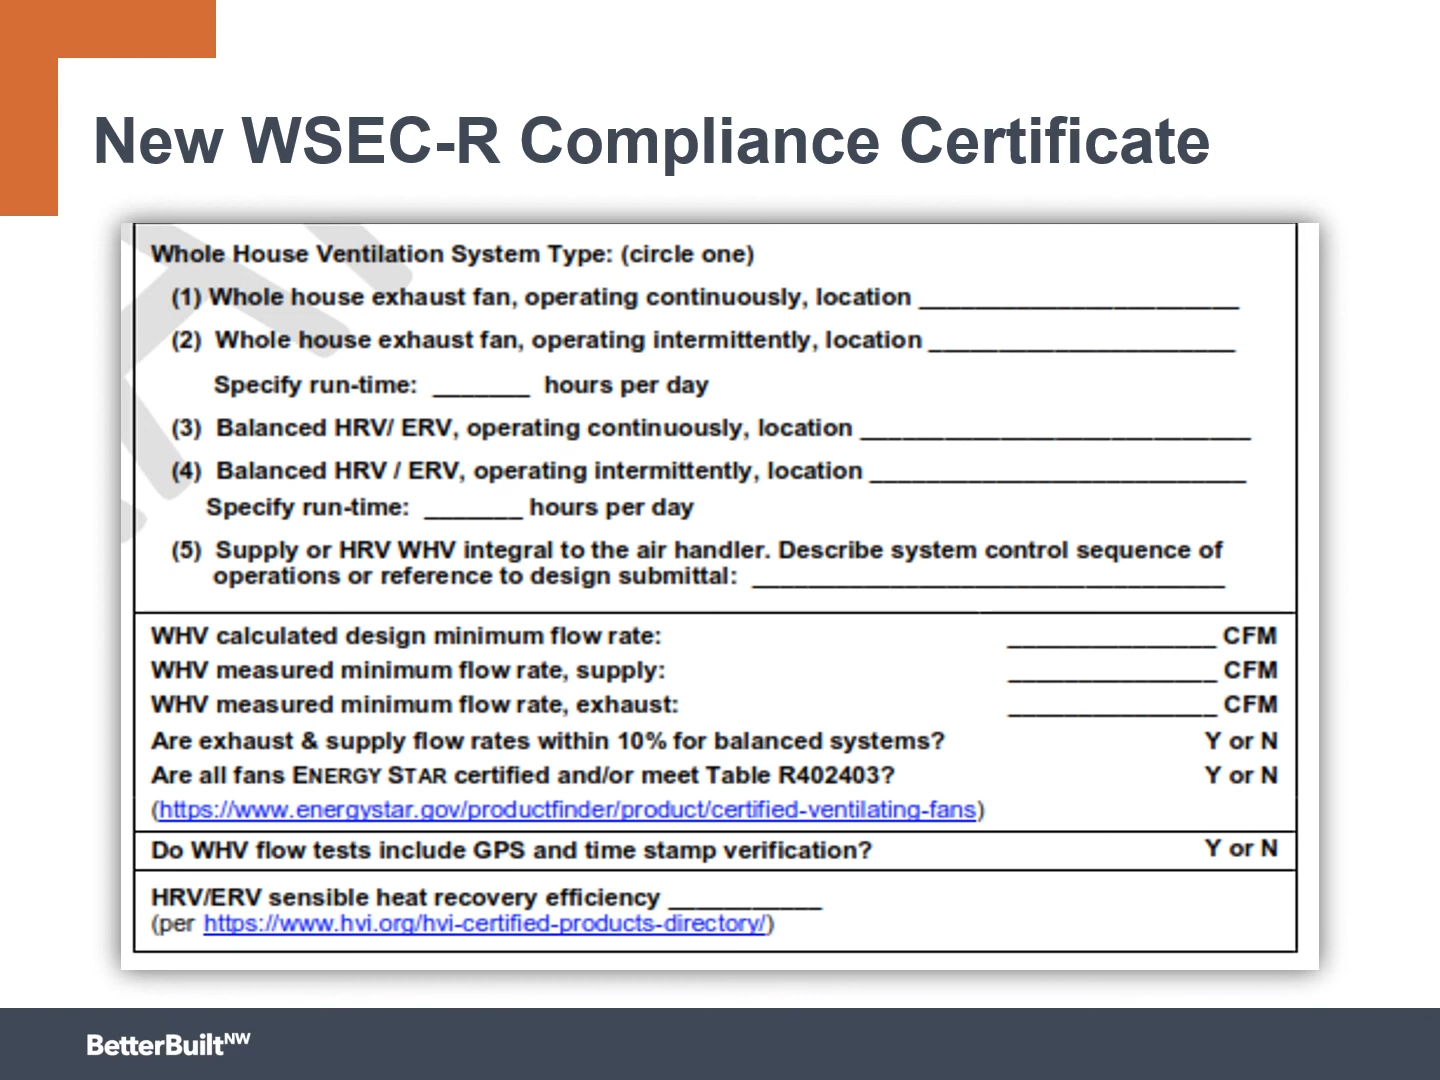 New WSEC-R Compliance Certificate
Whole House Ventilation System Type: (circle one)
(1) Whole house exhaust fan, operating continuously, location _______________________
(2) Whole house exhaust fan, operating intermittently, location ______________________
Specify run-time: _______ hours per day
(3) Balanced HRV/ ERV, operating continuously, location ____________________________
(4) Balanced HRV / ERV, operating intermittently, location ___________________________
Specify run-time: _______ hours per day
(5) Supply or HRV WHV integral to the air handler. Describe system control sequence of
operations or reference to design submittal: __________________________________
WHV calculated design minimum flow rate: _______________ CFM
WHV measured minimum flow rate, supply: _______________ CFM
WHV measured minimum flow rate, exhaust: _______________ CFM
Are exhaust & supply flow rates within 10% for balanced systems? Y or N
Are all fans ENERGY STAR certified and/or meet Table R402403? Y or N
(https://www.energystar.gov/productfinder/product/certified-ventilating-fans)
Do WHV flow tests include GPS and time stamp verification? Y or N
HRV/ERV sensible heat recovery efficiency ___________
(per https://www.hvi.org/hvi-certified-products-directory/)
BetterBuiltNW